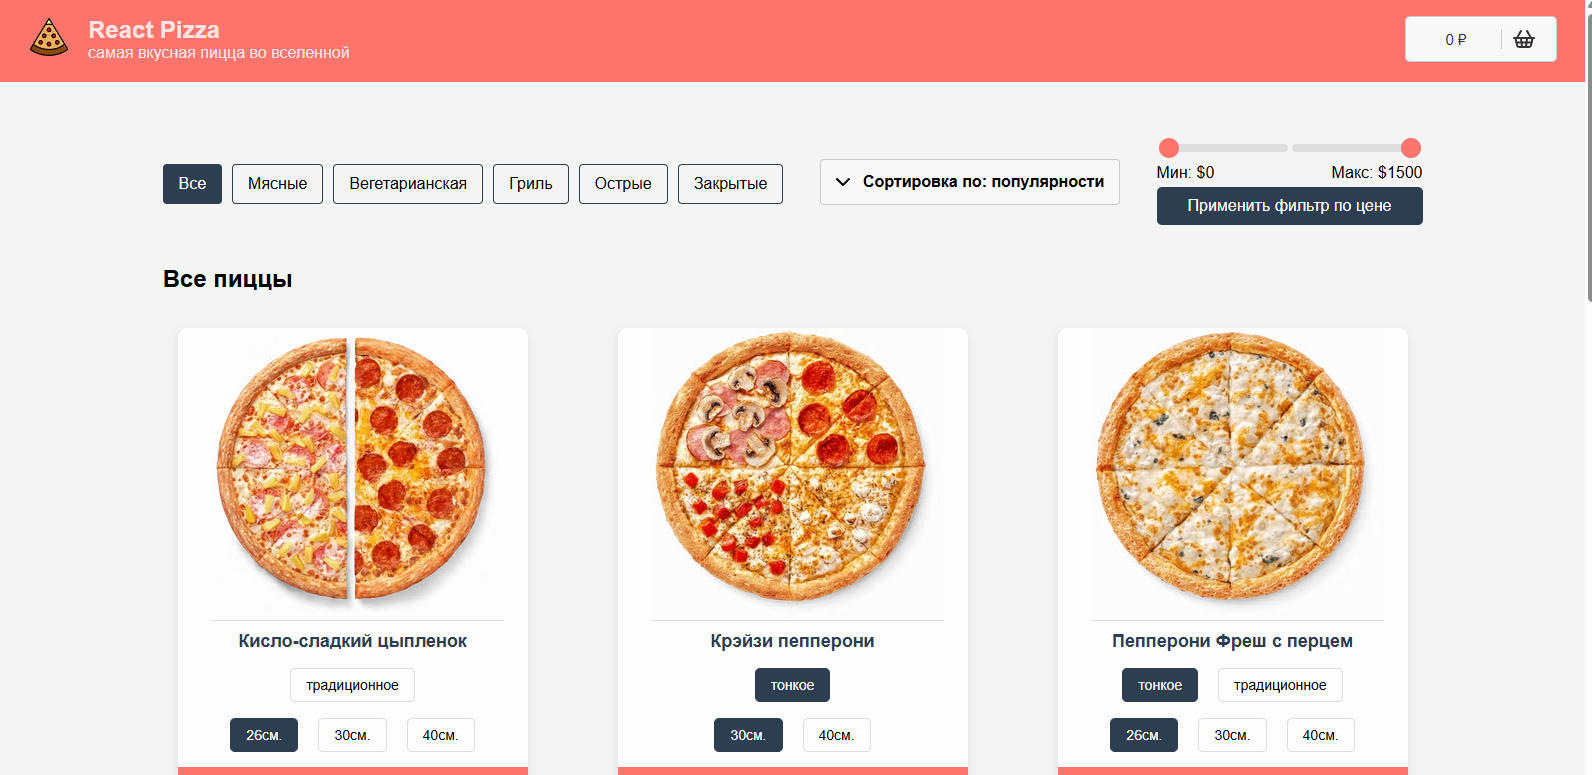 React Pizza
самая вкусная пицца во вселенной
0 ₽
Все
Мясные
Вегетарианская
Гриль
Острые
Закрытые
Сортировка по: популярности
Мин: $0
Макс: $1500
Применить фильтр по цене
Все пиццы
Кисло-сладкий цыпленок
традиционное
26см.
30см.
40см.
Крэйзи пепперони
тонкое
30см.
40см.
Пепперони Фреш с перцем
тонкое
традиционное
26см.
30см.
40см.